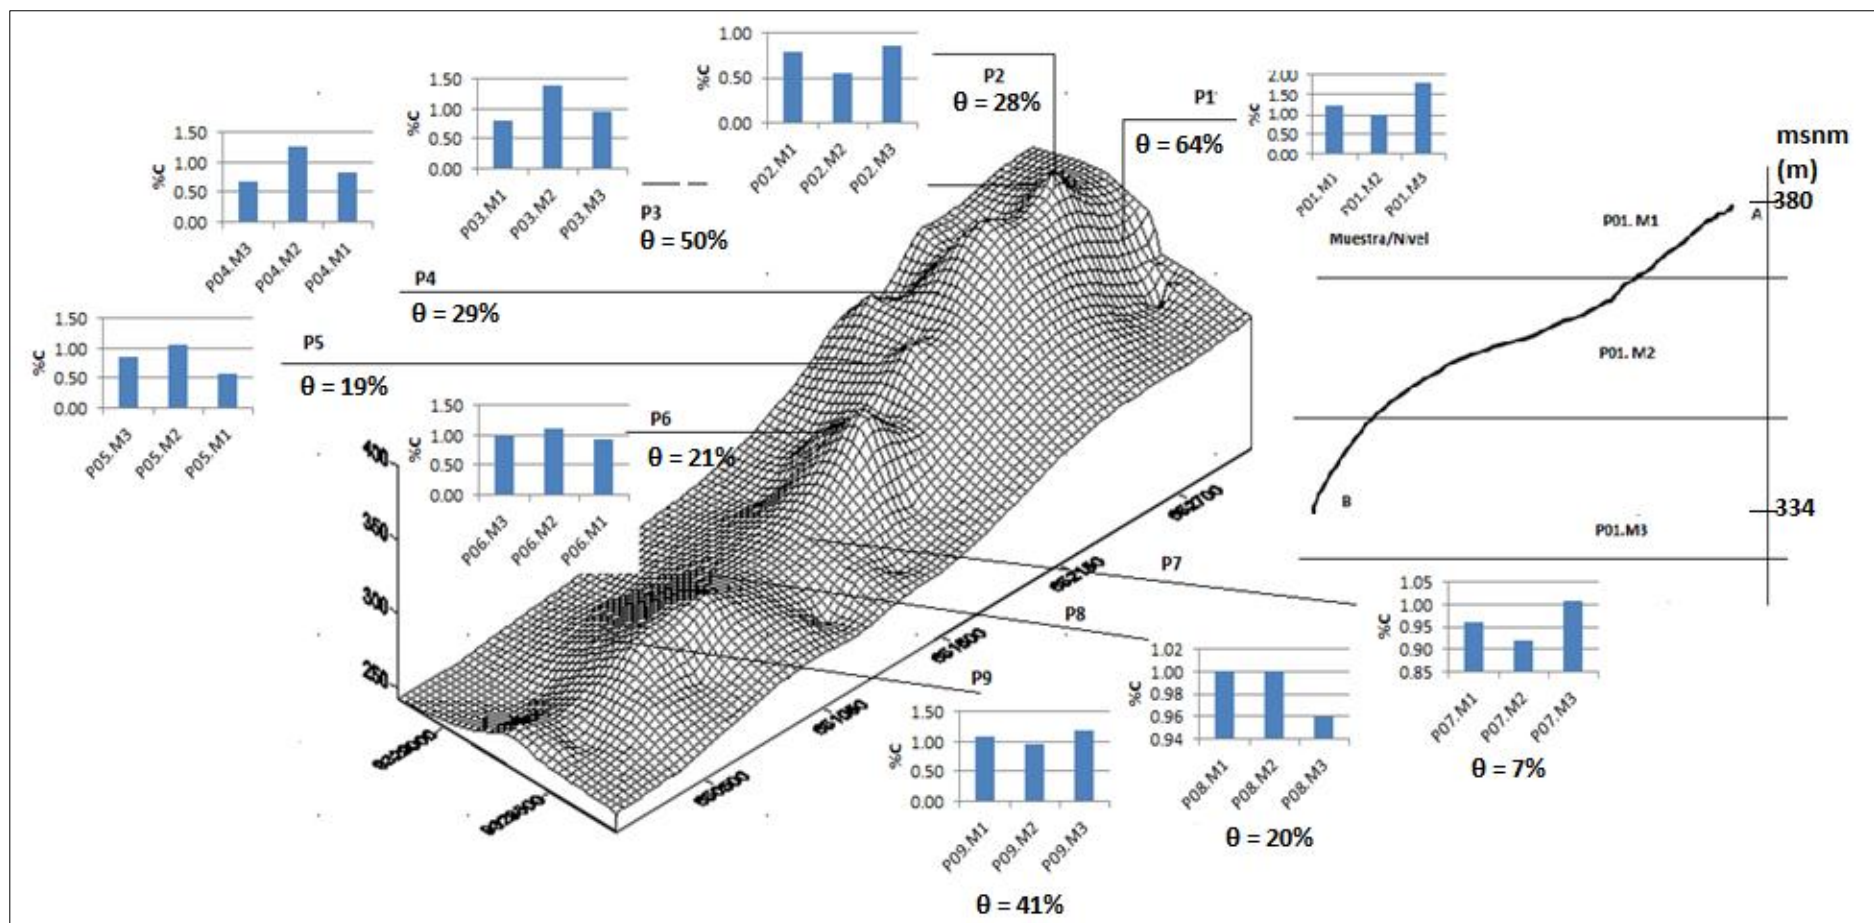 1.00
0.50
0.00
%C
P02.M1
P02.M2
P02.M3
P2
θ = 28%
P1
θ = 64%
2.00
1.50
1.00
0.50
0.00
%C
P01.M1
P01.M2
P01.M3
1.50
1.00
0.50
0.00
%C
P03.M1
P03.M2
P03.M3
P3
θ = 50%
1.50
1.00
0.50
0.00
%C
P04.M3
P04.M2
P04.M1
P4
θ = 29%
1.50
1.00
0.50
0.00
%C
P05.M3
P05.M2
P05.M1
P5
θ = 19%
1.50
1.00
0.50
0.00
%C
P06.M3
P06.M2
P06.M1
P6
θ = 21%
msnm
(m)
380
A
P01. M1
Muestra/Nivel
P01. M2
B
334
P01.M3
400
350
300
250
652700
652150
651600
651050
650500
P7
1.05
1.00
0.95
0.90
0.85
%C
P07.M1
P07.M2
P07.M3
θ = 7%
P8
1.02
1.00
0.98
0.96
0.94
%C
P08.M1
P08.M2
P08.M3
θ = 20%
P9
1.50
1.00
0.50
0.00
%C
P09.M1
P09.M2
P09.M3
θ = 41%